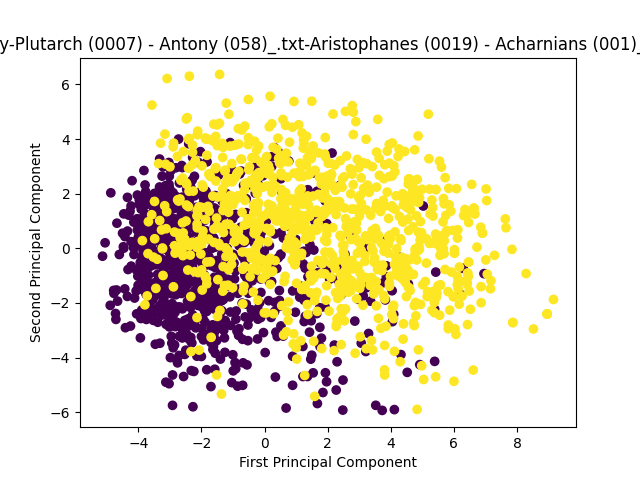 y-Plutarch (0007) - Antony (058)_.txt-Aristophanes (0019) - Acharnians (001)_
Second Principal Component
6
4
2
0
−2
−4
−6
−4 −2 0 2 4 6 8
First Principal Component